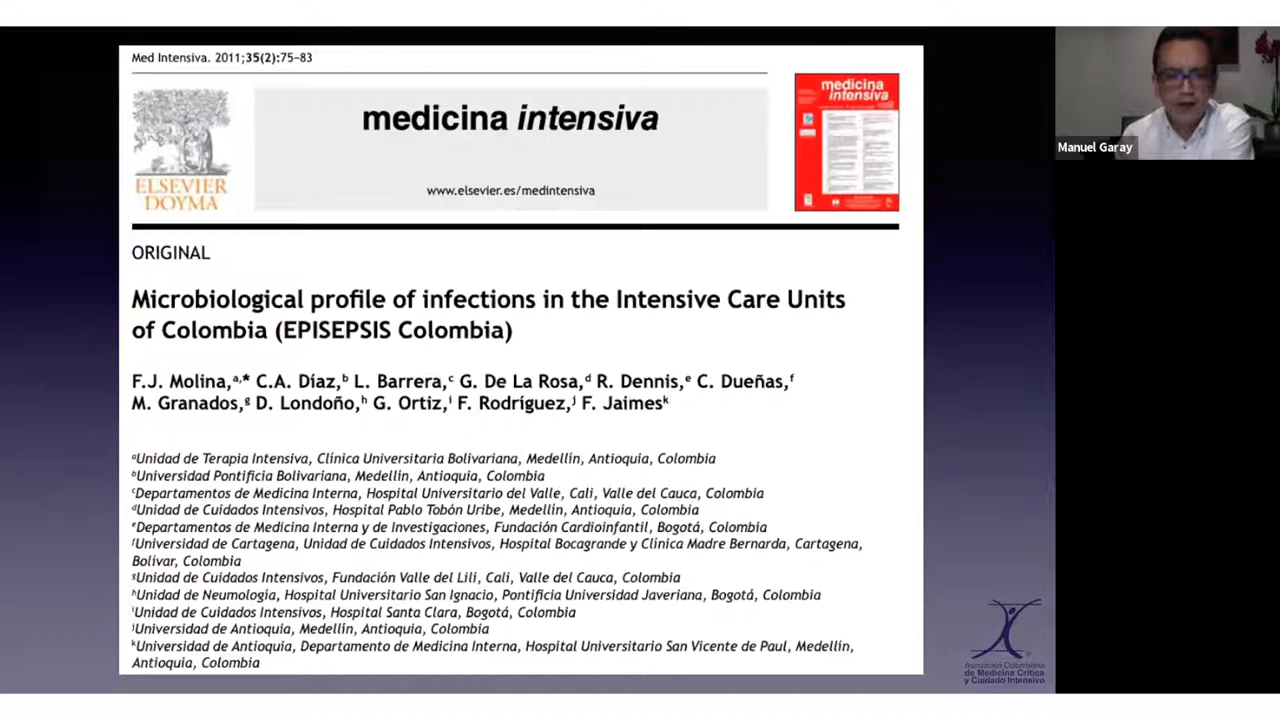 Med Intensiva. 2011;35(2):75–83
ELSEVIER
DOYMA
medicina intensiva
www.elsevier.es/medintensiva
medicina
intensiva
Manuel Garay
ORIGINAL
Microbiological profile of infections in the Intensive Care Units
of Colombia (EPISEPSIS Colombia)
F.J. Molina,a,* C.A. Díaz,b L. Barrera,c G. De La Rosa,d R. Dennis,e C. Dueñas,f
M. Granados,g D. Londoño,h G. Ortiz,i F. Rodríguez,j F. Jaimesk
aUnidad de Terapia Intensiva, Clínica Universitaria Bolivariana, Medellín, Antioquia, Colombia
bUniversidad Pontificia Bolivariana, Medellín, Antioquia, Colombia
cDepartamentos de Medicina Interna, Hospital Universitario del Valle, Cali, Valle del Cauca, Colombia
dUnidad de Cuidados Intensivos, Hospital Pablo Tobón Uribe, Medellín, Antioquia, Colombia
eDepartamentos de Medicina Interna y de Investigaciones, Fundación Cardioinfantil, Bogotá, Colombia
fUniversidad de Cartagena, Unidad de Cuidados Intensivos, Hospital Bocagrande y Clínica Madre Bernarda, Cartagena,
Bolívar, Colombia
gUnidad de Cuidados Intensivos, Fundación Valle del Lili, Cali, Valle del Cauca, Colombia
hUnidad de Neumología, Hospital Universitario San Ignacio, Pontificia Universidad Javeriana, Bogotá, Colombia
iUnidad de Cuidados Intensivos, Hospital Santa Clara, Bogotá, Colombia
jUniversidad de Antioquia, Medellín, Antioquia, Colombia
kUniversidad de Antioquia, Departamento de Medicina Interna, Hospital Universitario San Vicente de Paul, Medellín,
Antioquia, Colombia
Asociación Colombiana
de Medicina Crítica
y Cuidado Intensivo